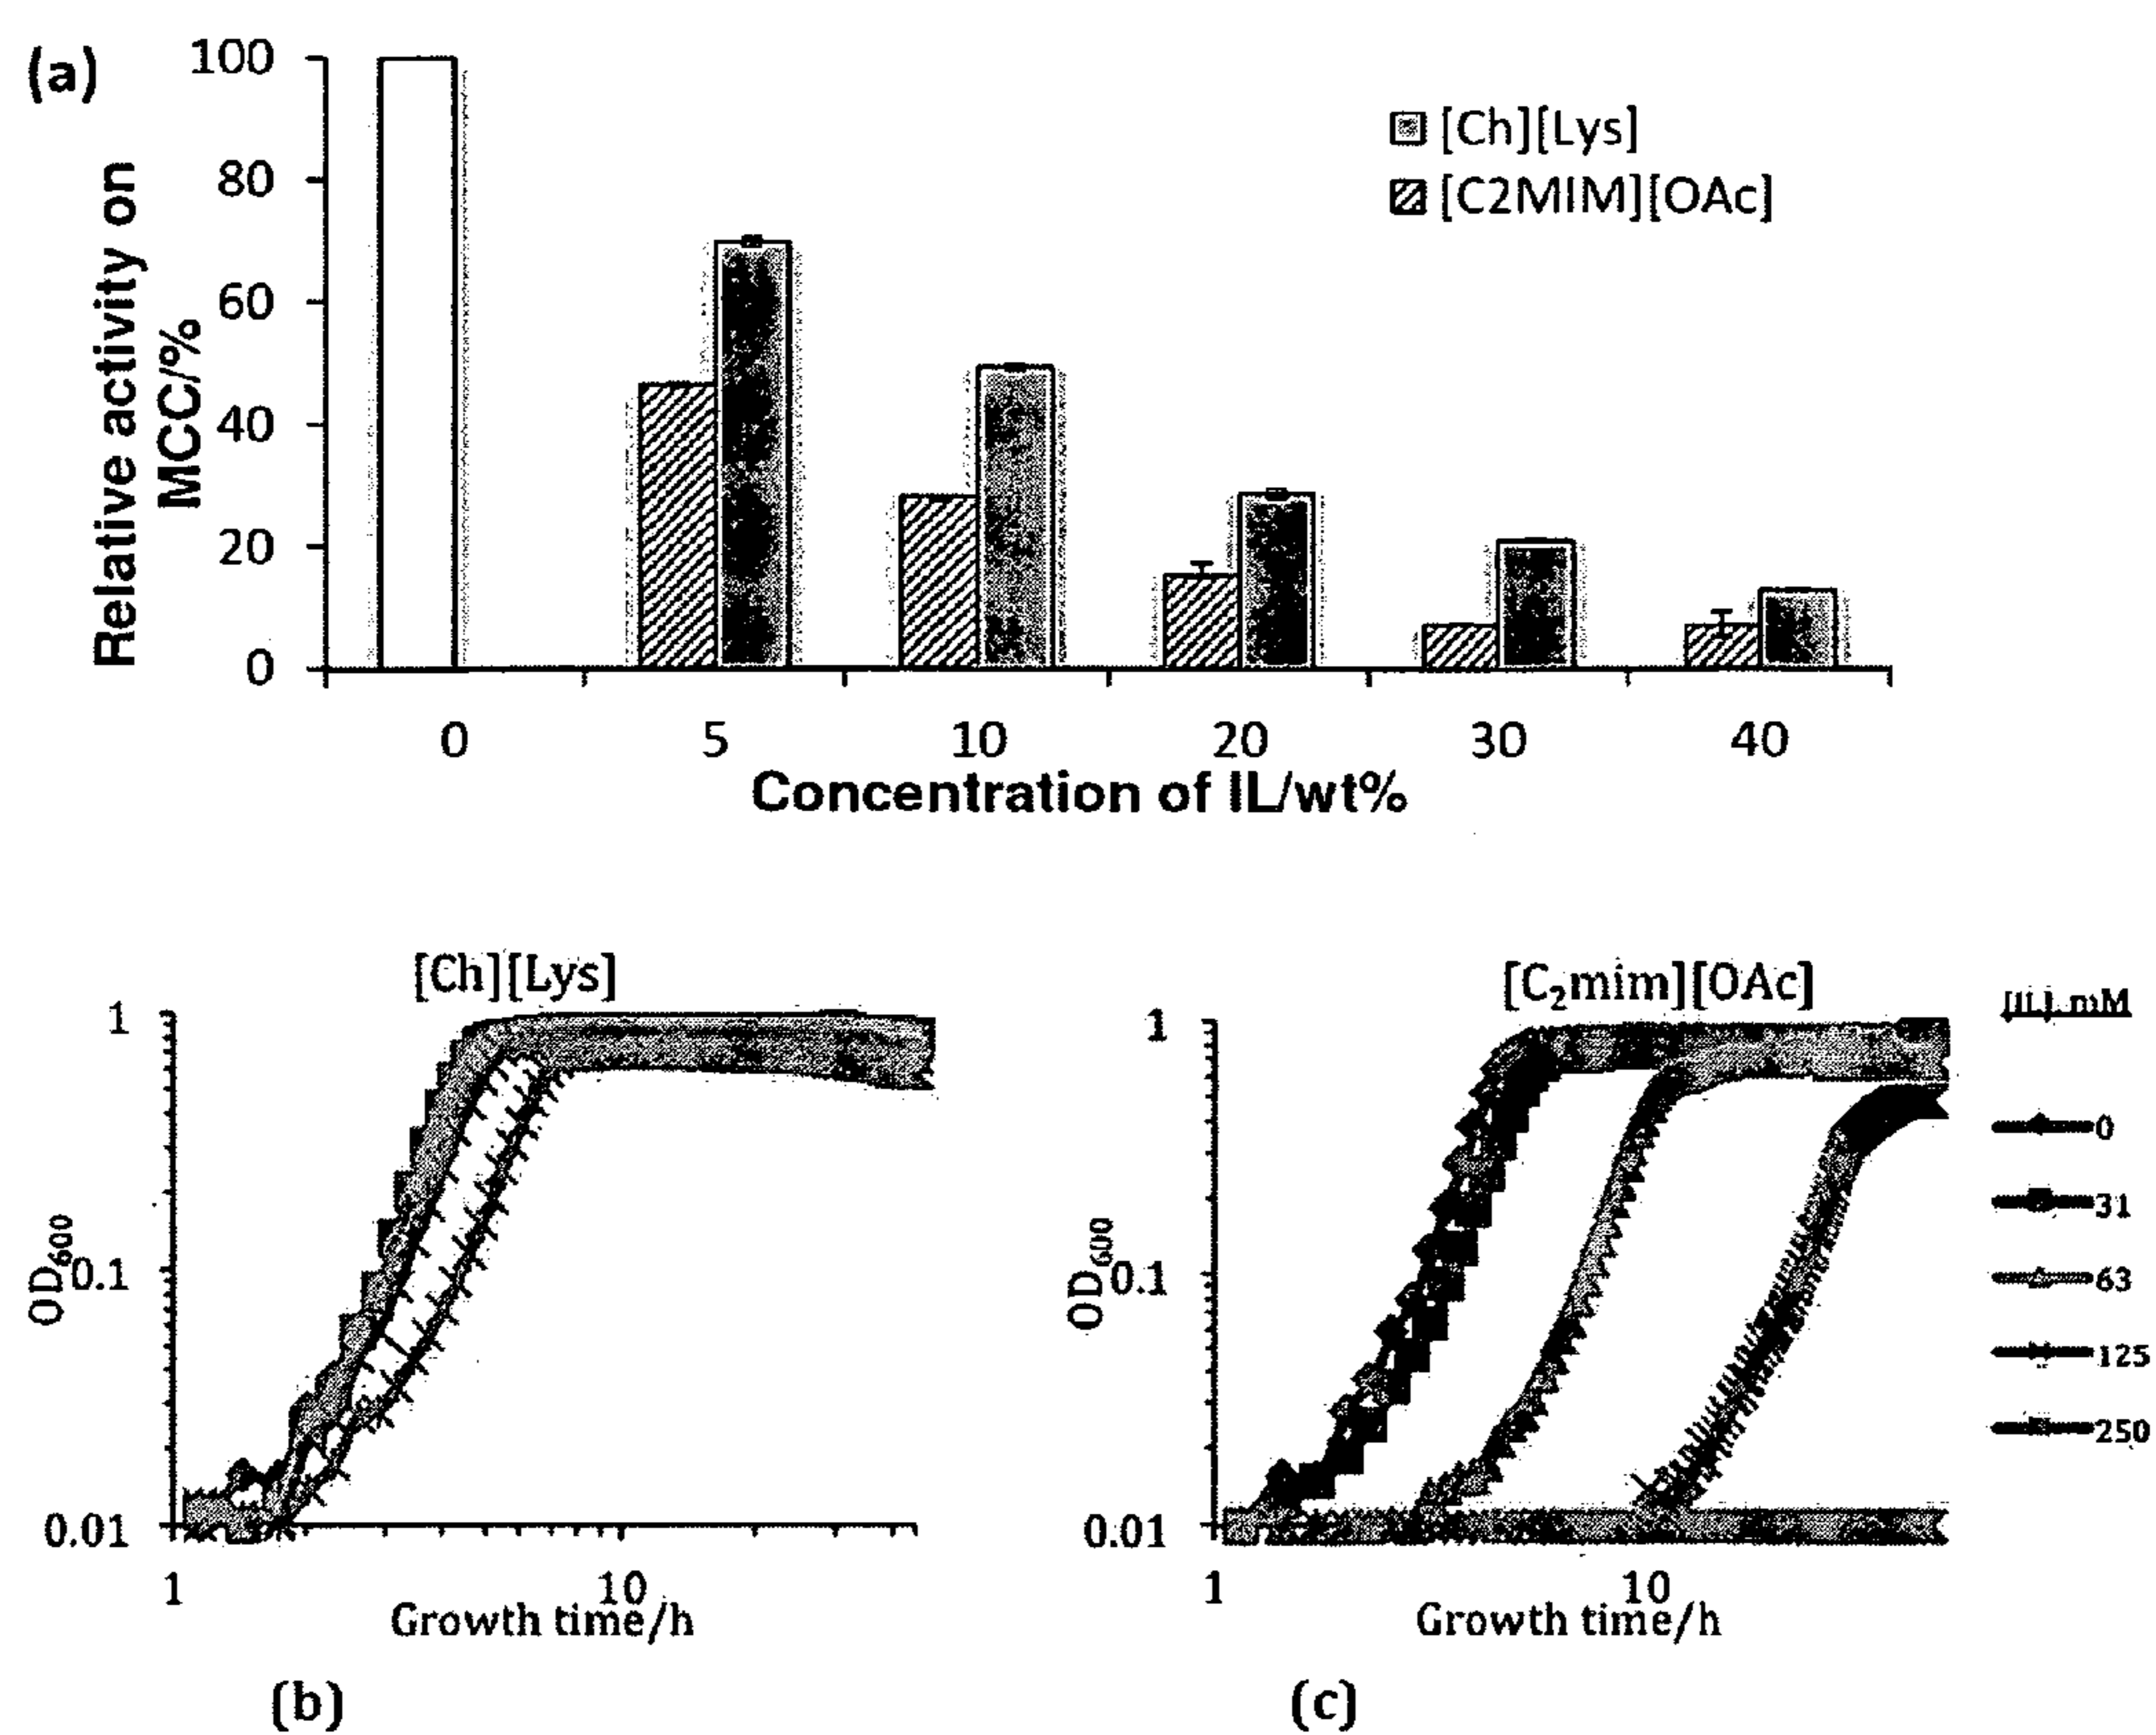 (a)
100
80
60
40
20
0
Relative activity on
MCC/%
[Ch][Lys]
[C2MIM][OAc]
0 5 10 20 30 40
Concentration of IL/wt%
[Ch][Lys]
1
0.1
0.01
OD600
1 10
Growth time/h
(b)
[C2mim][OAc]
1
0.1
0.01
OD600
1 10
Growth time/h
(c)
[IL] mM
0
31
63
125
250